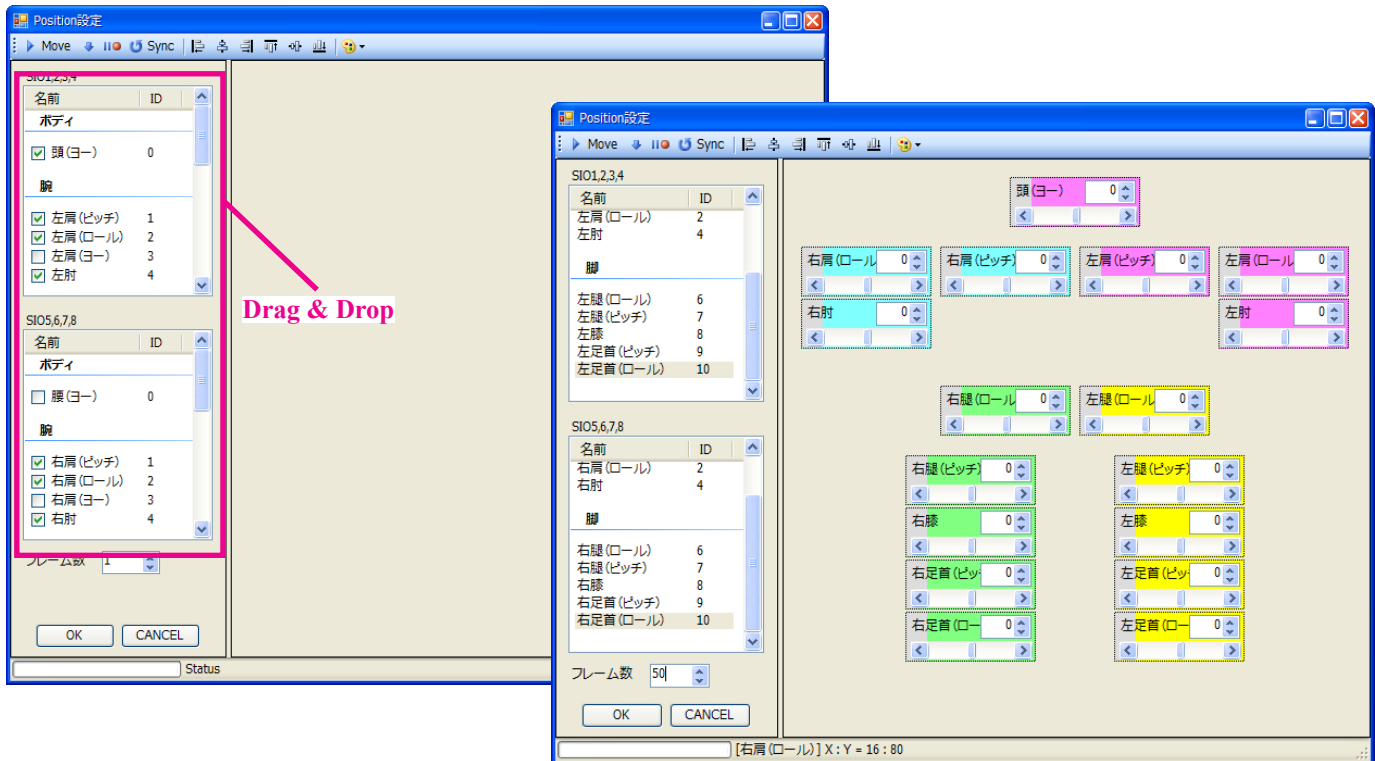 Position設定
Move Sync
SIO1,2,3,4
名前 ID
ボディ
頭(ヨー) 0
腕
左肩(ピッチ) 1
左肩(ロール) 2
左肩(ヨー) 3
左肘 4
SIO5,6,7,8
名前 ID
ボディ
腰(ヨー) 0
腕
右肩(ピッチ) 1
右肩(ロール) 2
右肩(ヨー) 3
右肘 4
フレーム数 1
OK CANCEL
Status
Drag & Drop
Position設定
Move Sync
SIO1,2,3,4
名前 ID
左肩(ロール) 2
左肘 4
脚
左腿(ロール) 6
左腿(ピッチ) 7
左膝 8
左足首(ピッチ) 9
左足首(ロール) 10
SIO5,6,7,8
名前 ID
右肩(ロール) 2
右肘 4
脚
右腿(ロール) 6
右腿(ピッチ) 7
右膝 8
右足首(ピッチ) 9
右足首(ロール) 10
フレーム数 50
OK CANCEL
頭(ヨー) 0
右肩(ロール 0 右肩(ピッチ) 0 左肩(ピッチ) 0 左肩(ロール 0
右肘 0 左肘 0
右腿(ロール 0 左腿(ロール 0
右腿(ピッチ) 0 左腿(ピッチ) 0
右膝 0 左膝 0
右足首(ピッ 0 左足首(ピッ 0
右足首(ロー 0 左足首(ロー 0
[右肩(ロール)] X : Y = 16 : 80